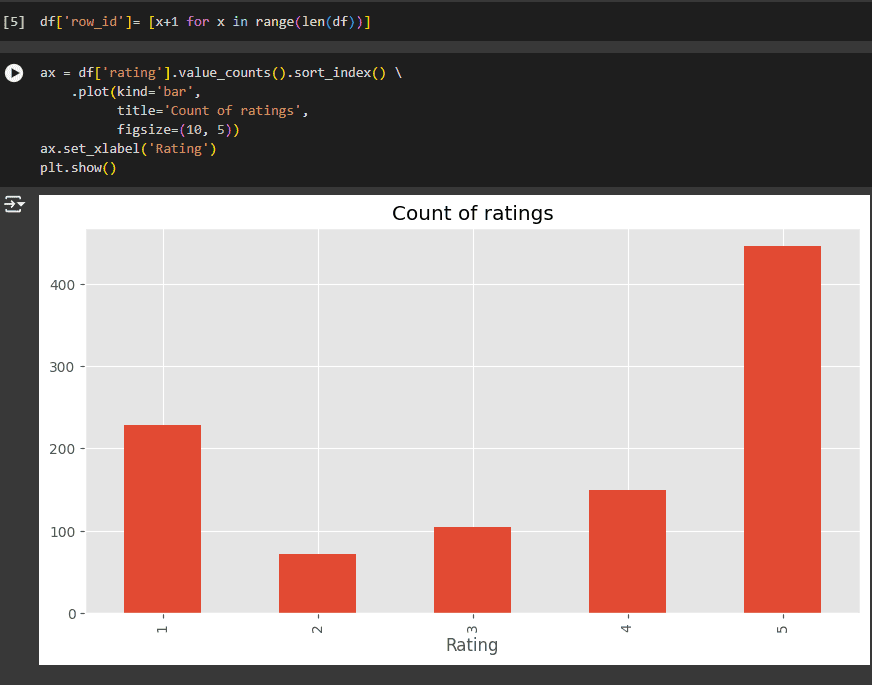 [5] df['row_id']= [x+1 for x in range(len(df))]
ax = df['rating'].value_counts().sort_index() \
.plot(kind='bar',
title='Count of ratings',
figsize=(10, 5))
ax.set_xlabel('Rating')
plt.show()
Count of ratings
400
300
200
100
0
1 2 3 4 5
Rating